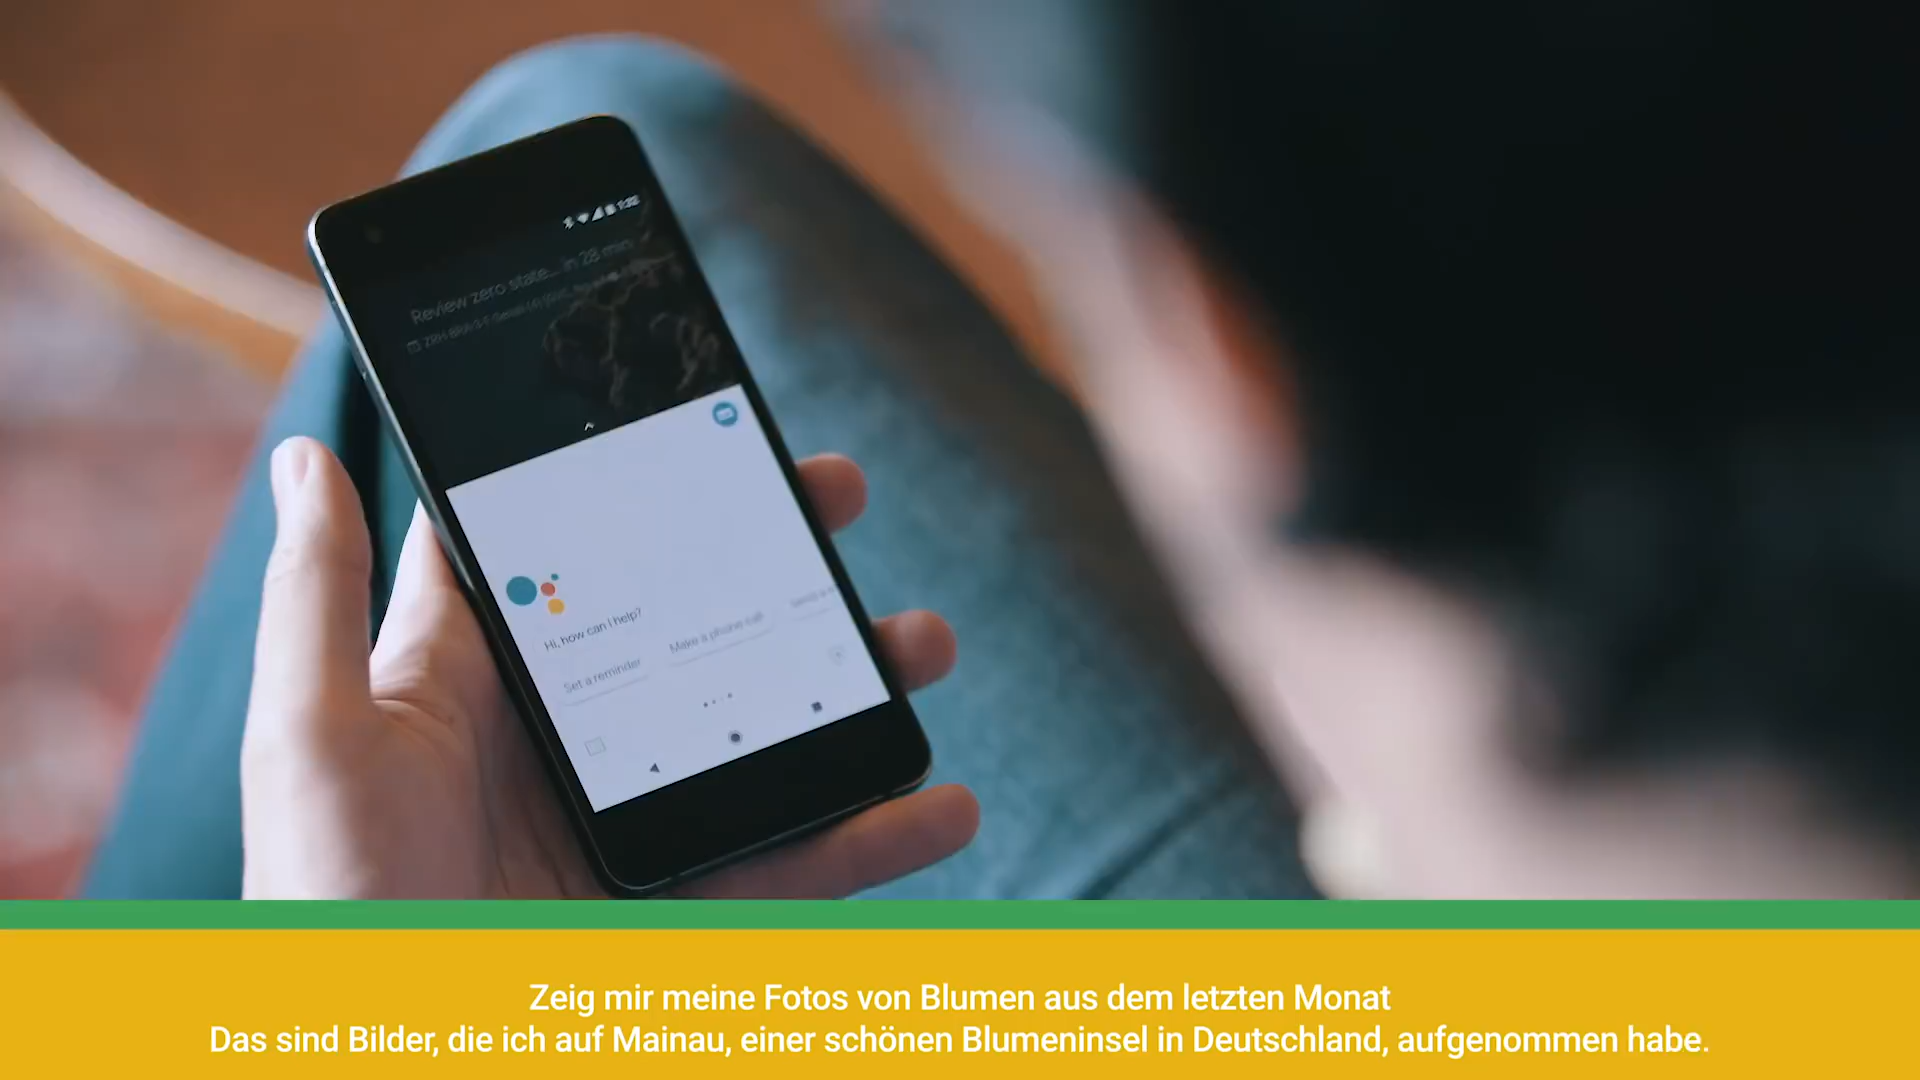 1:32
Review zero state... in 28 min
Hi, how can I help?
Set a reminder
Make a phone call
Zeig mir meine Fotos von Blumen aus dem letzten Monat
Das sind Bilder, die ich auf Mainau, einer schönen Blumeninsel in Deutschland, aufgenommen habe.